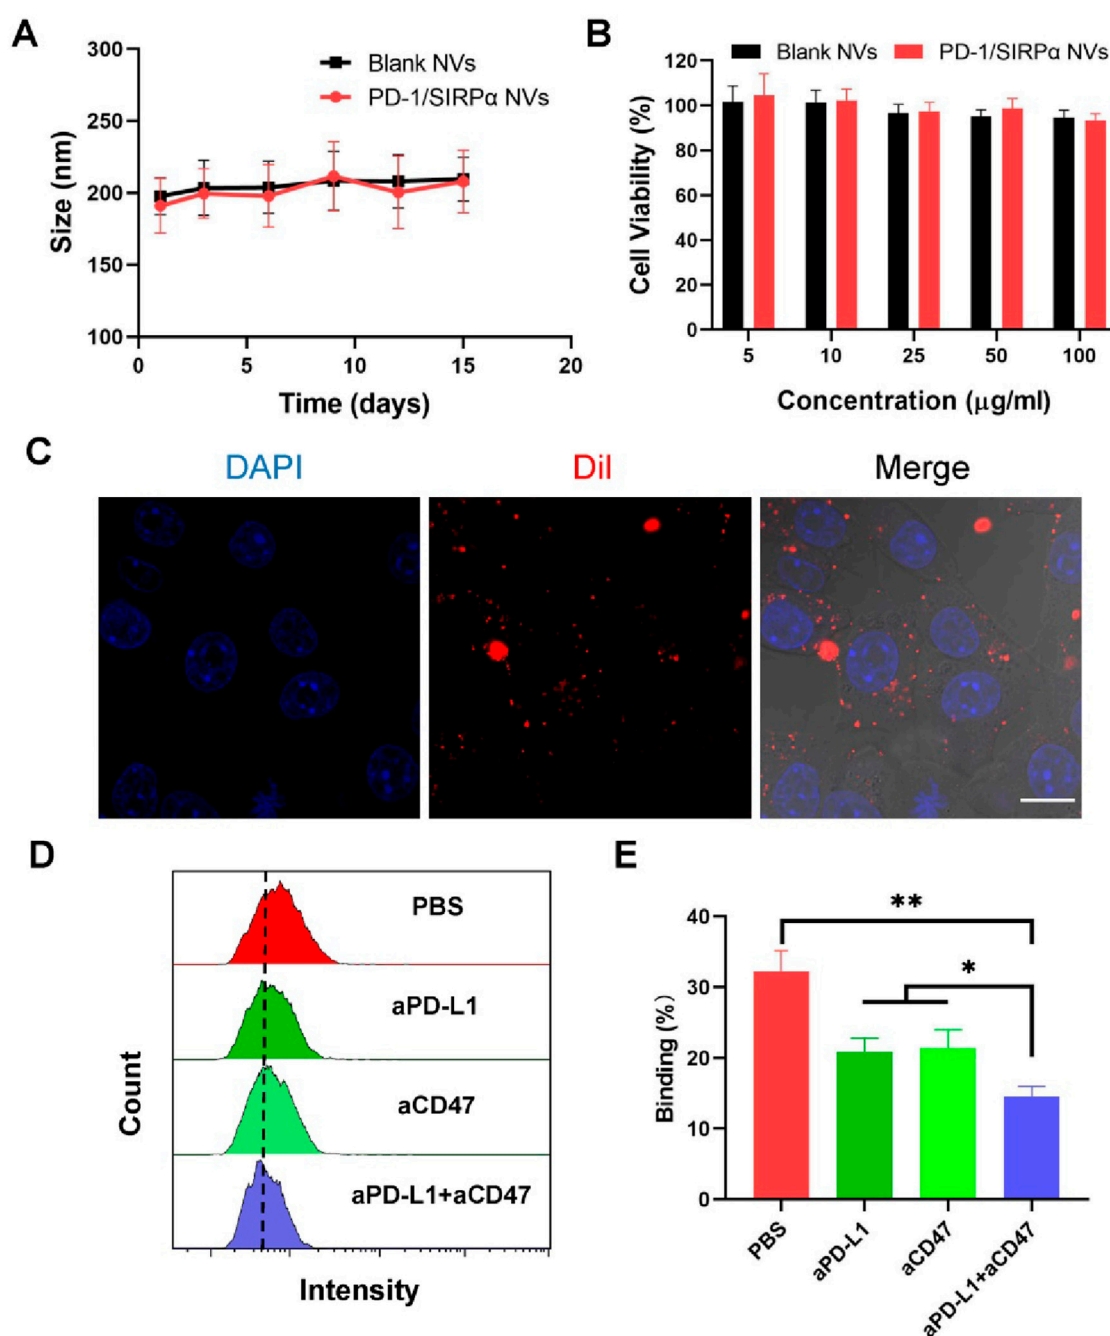 A
300
250
200
150
100
Size (nm)
0
5
10
15
20
Time (days)
Blank NVs
PD-1/SIRPα NVs
B
Blank NVs
PD-1/SIRPα NVs
120
100
80
60
40
20
0
Cell Viability (%)
5
10
25
50
100
Concentration (μg/ml)
C
DAPI
Dil
Merge
D
PBS
aPD-L1
aCD47
aPD-L1+aCD47
Count
Intensity
E
40
30
20
10
0
Binding (%)
**
*
PBS
aPD-L1
aCD47
aPD-L1+aCD47